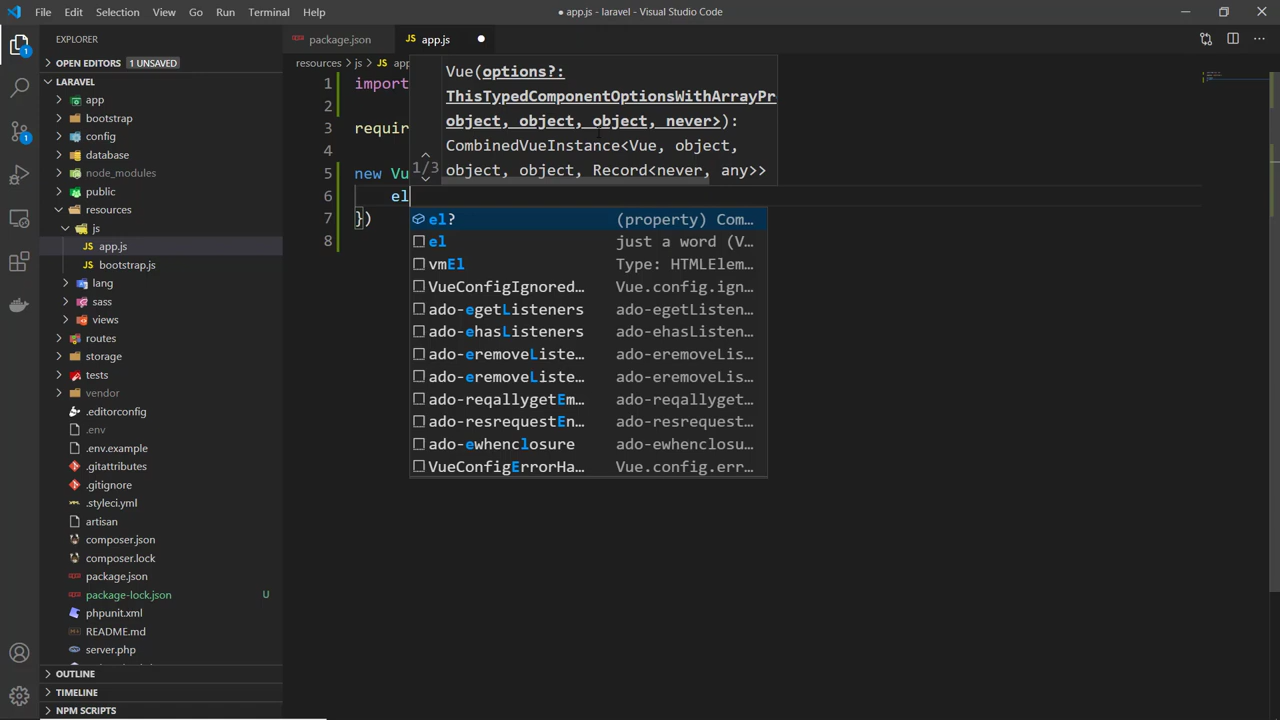 File Edit Selection View Go Run Terminal Help
● app.js - laravel - Visual Studio Code
EXPLORER
OPEN EDITORS 1 UNSAVED
LARAVEL
app
bootstrap
config
database
node_modules
public
resources
js
app.js
bootstrap.js
lang
sass
views
routes
storage
tests
vendor
.editorconfig
.env
.env.example
.gitattributes
.gitignore
.styleci.yml
artisan
composer.json
composer.lock
package.json
package-lock.json U
phpunit.xml
README.md
server.php
OUTLINE
TIMELINE
NPM SCRIPTS
1
1
package.json
JS app.js ●
resources > js > app
1 import
2
3 requir
4
5 new Vu
6 el
7 })
8
Vue(options?:
ThisTypedComponentOptionsWithArrayPr
object, object, object, never>):
CombinedVueInstance<Vue, object,
object, object, Record<never, any>>
1/3
el? (property) Com…
el just a word (V…
vmEl Type: HTMLElem…
VueConfigIgnored… Vue.config.ign…
ado-egetListeners ado-egetListen…
ado-ehasListeners ado-ehasListen…
ado-eremoveListe… ado-eremoveLis…
ado-eremoveListe… ado-eremoveLis…
ado-reqallygetEm… ado-reqallyget…
ado-resrequestEn… ado-resrequest…
ado-ewhenclosure ado-ewhenclosu…
VueConfigErrorHa… Vue.config.err…